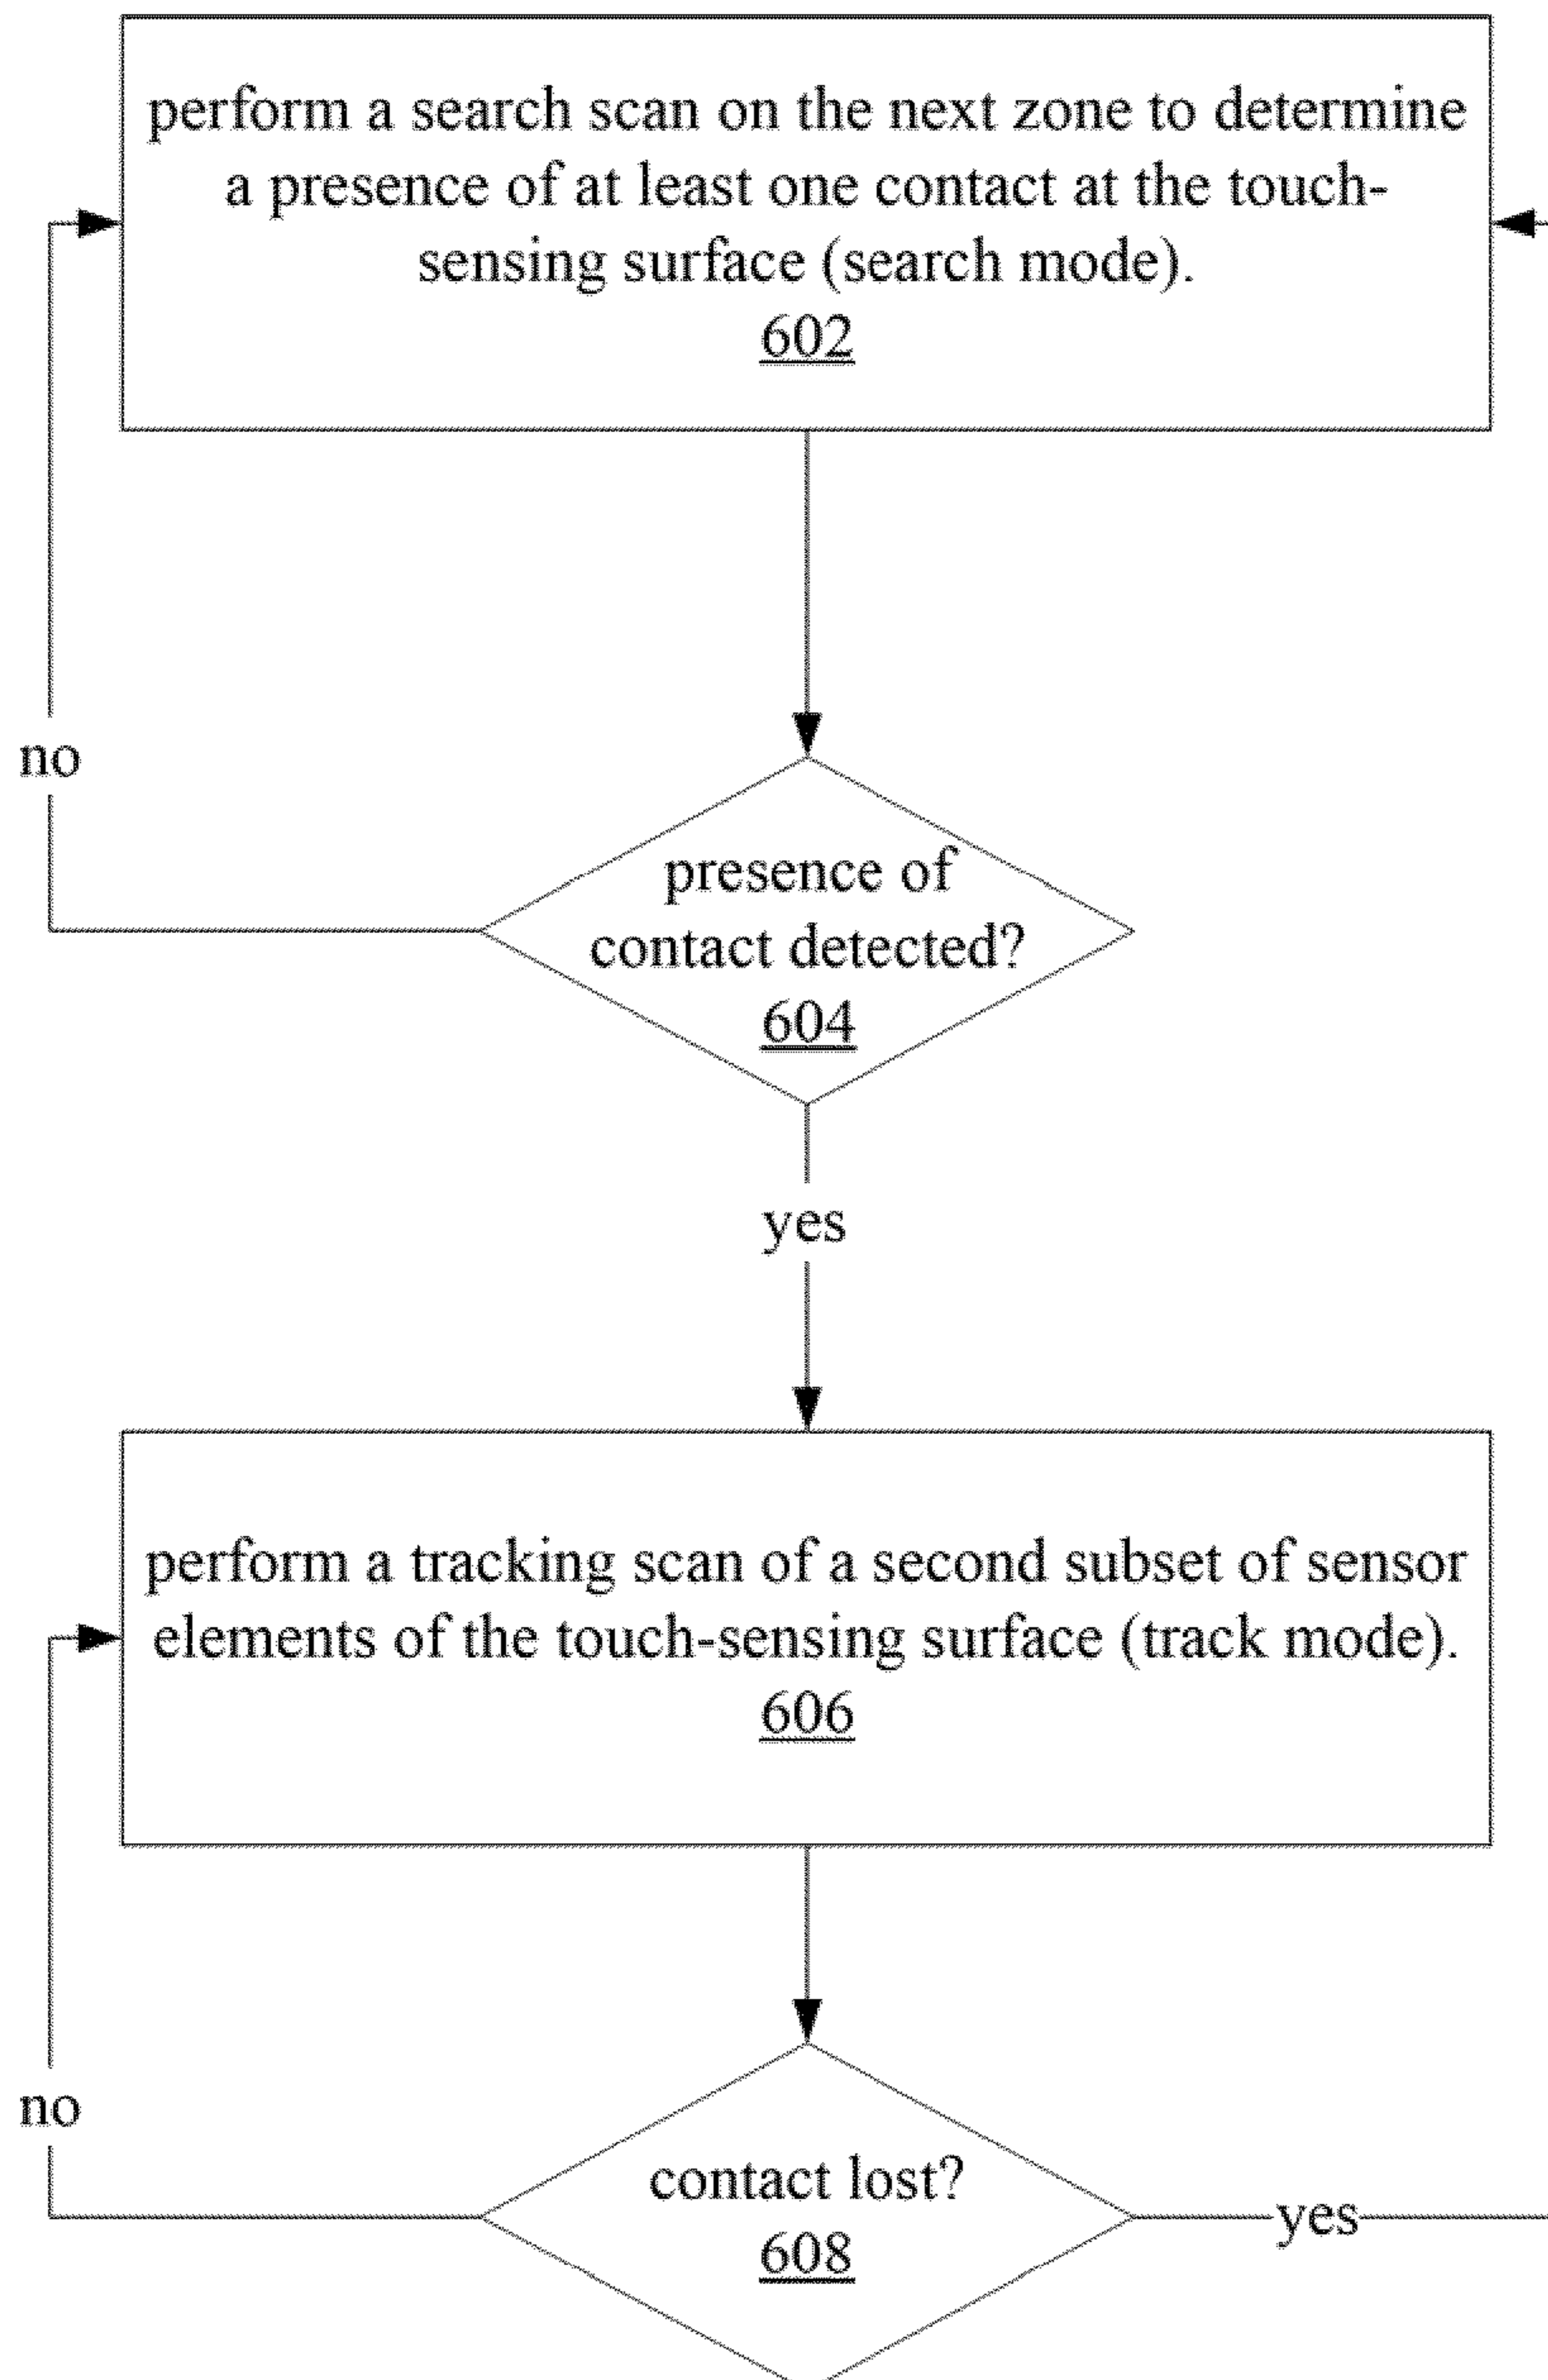 perform a search scan on the next zone to determine
a presence of at least one contact at the touch-
sensing surface (search mode).
602
no
presence of
contact detected?
604
yes
perform a tracking scan of a second subset of sensor
elements of the touch-sensing surface (track mode).
606
no
contact lost?
608
yes